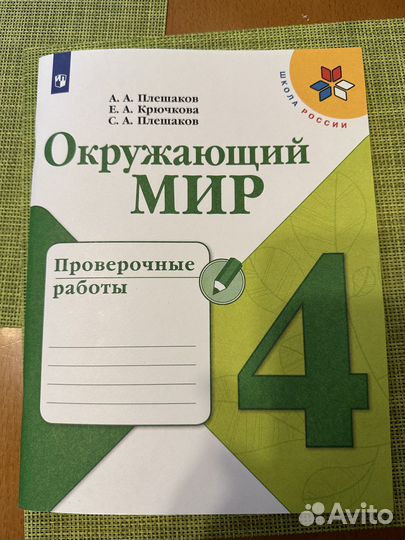 А. А. Плешаков
Е. А. Крючкова
С. А. Плешаков
ШКОЛА РОССИИ
Окружающий
МИР
Проверочные
работы
4
Avito